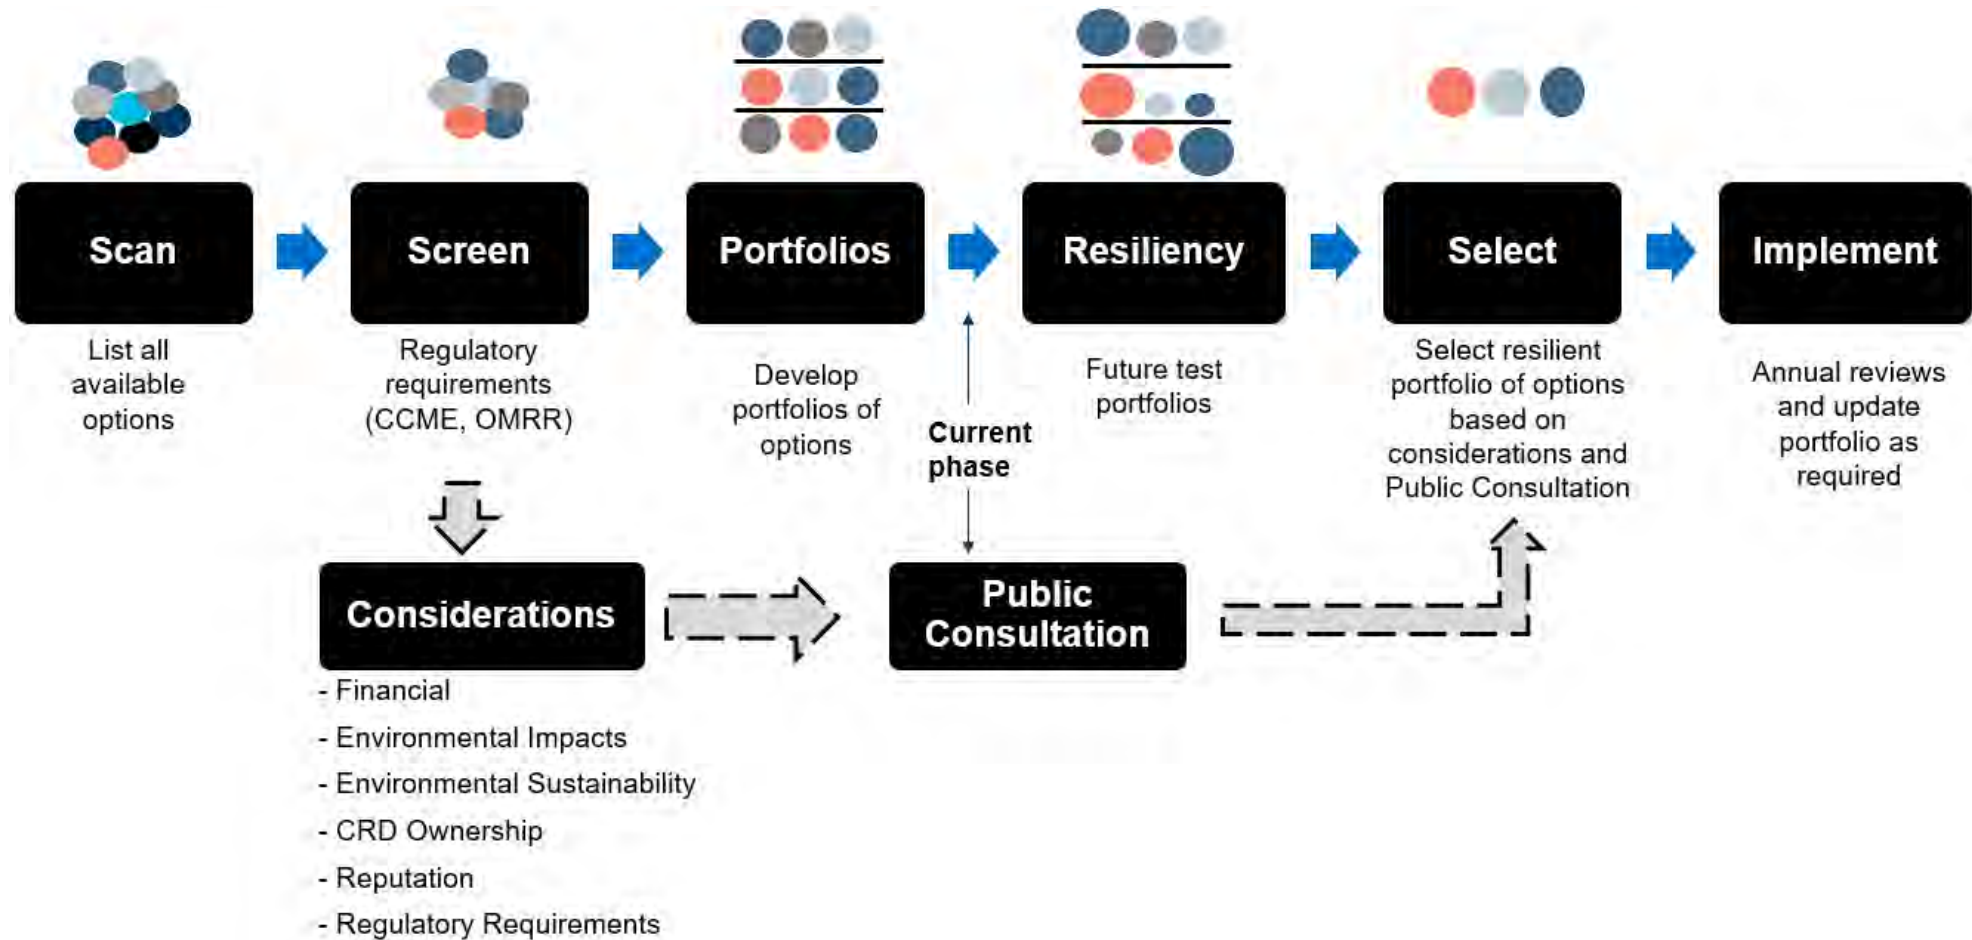 Scan
Screen
Portfolios
Resiliency
Select
Implement
List all
available
options
Regulatory
requirements
(CCME, OMRR)
Develop
portfolios of
options
Current
phase
Future test
portfolios
Select resilient
portfolio of options
based on
considerations and
Public Consultation
Annual reviews
and update
portfolio as
required
Considerations
- Financial
- Environmental Impacts
- Environmental Sustainability
- CRD Ownership
- Reputation
- Regulatory Requirements
Public
Consultation